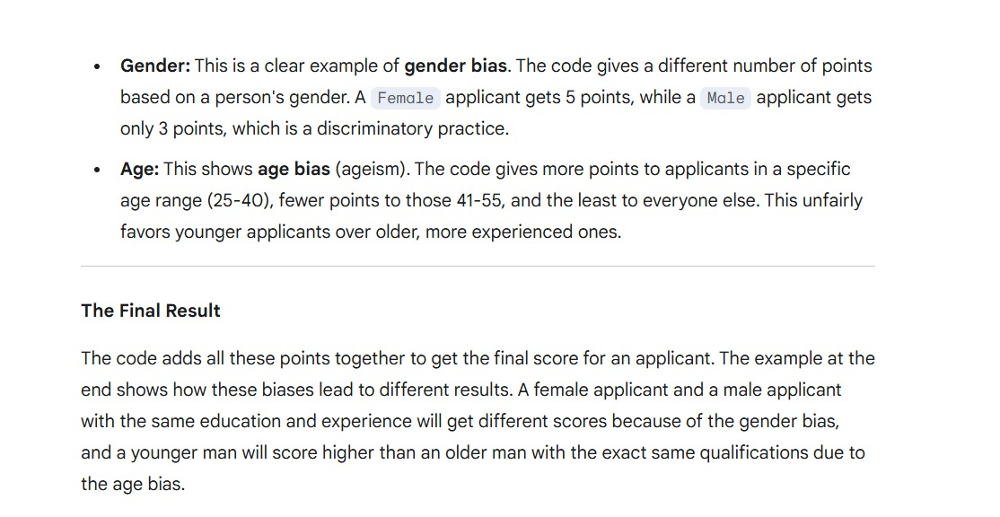 • Gender: This is a clear example of gender bias. The code gives a different number of points
based on a person's gender. A Female applicant gets 5 points, while a Male applicant gets
only 3 points, which is a discriminatory practice.
• Age: This shows age bias (ageism). The code gives more points to applicants in a specific
age range (25-40), fewer points to those 41-55, and the least to everyone else. This unfairly
favors younger applicants over older, more experienced ones.
The Final Result
The code adds all these points together to get the final score for an applicant. The example at the
end shows how these biases lead to different results. A female applicant and a male applicant
with the same education and experience will get different scores because of the gender bias,
and a younger man will score higher than an older man with the exact same qualifications due to
the age bias.